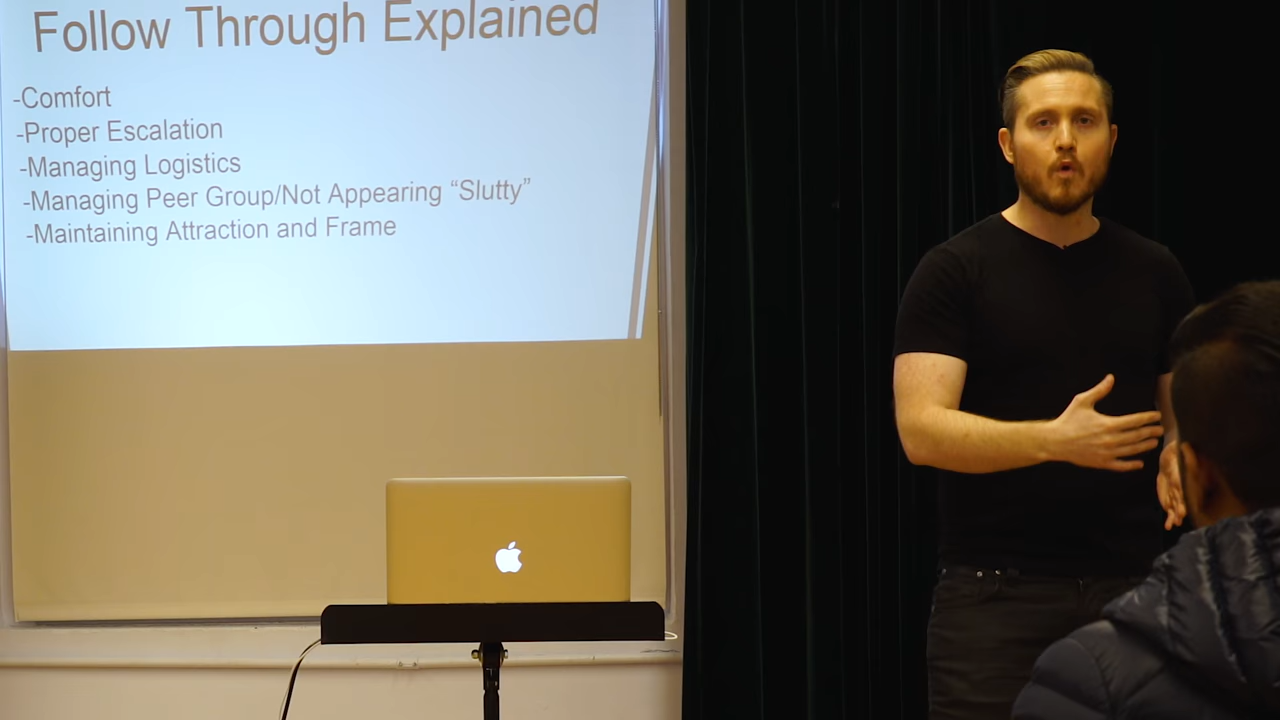 Follow Through Explained
-Comfort
-Proper Escalation
-Managing Logistics
-Managing Peer Group/Not Appearing “Slutty”
-Maintaining Attraction and Frame